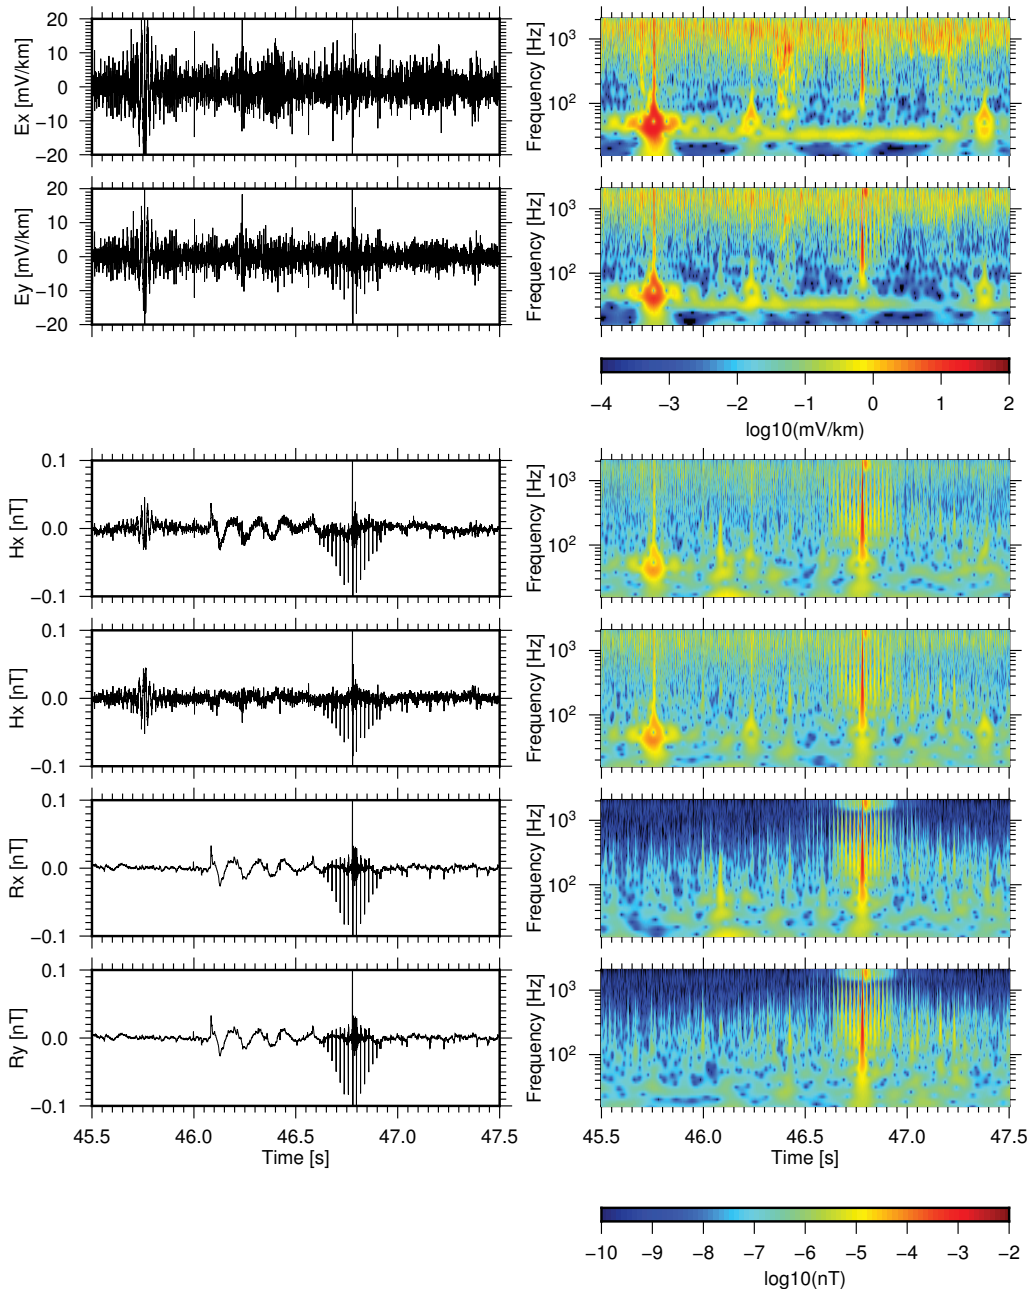 20
10
0
−10
−20
Ex [mV/km]
10³
10²
Frequency [Hz]
20
10
0
−10
−20
Ey [mV/km]
10³
10²
Frequency [Hz]
−4 −3 −2 −1 0 1 2
log10(mV/km)
0.1
0.0
−0.1
Hx [nT]
10³
10²
Frequency [Hz]
0.1
0.0
−0.1
Hx [nT]
10³
10²
Frequency [Hz]
0.1
0.0
−0.1
Rx [nT]
10³
10²
Frequency [Hz]
0.1
0.0
−0.1
Ry [nT]
10³
10²
Frequency [Hz]
45.5 46.0 46.5 47.0 47.5
Time [s]
45.5 46.0 46.5 47.0 47.5
Time [s]
−10 −9 −8 −7 −6 −5 −4 −3 −2
log10(nT)